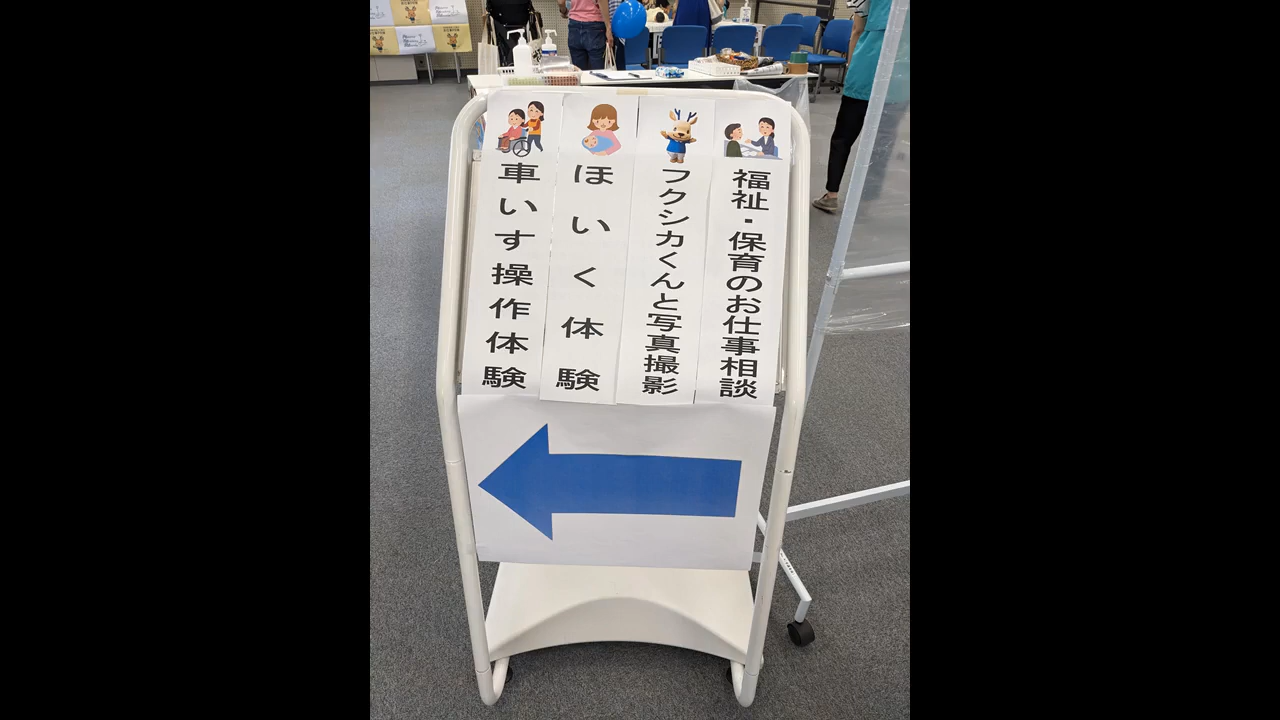 福祉・保育のお仕事相談
フクシカくんと写真撮影
ほいく体験
車いす操作体験